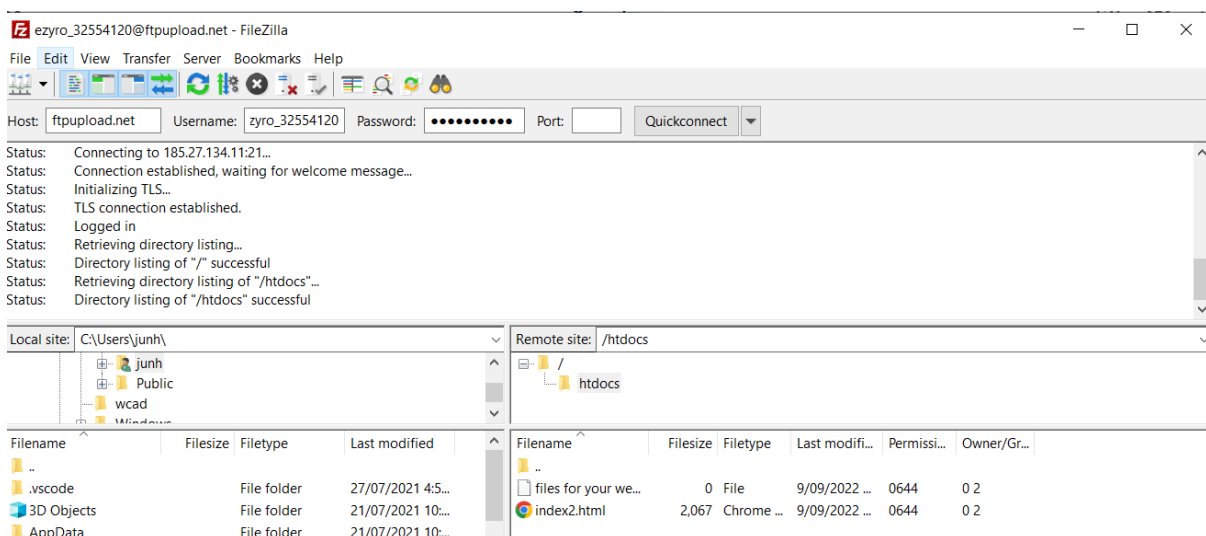 ezyro_32554120@ftpupload.net - FileZilla
File Edit View Transfer Server Bookmarks Help
Host: ftpupload.net Username: zyro_32554120 Password: ●●●●●●●●●● Port: Quickconnect
Status: Connecting to 185.27.134.11:21...
Status: Connection established, waiting for welcome message...
Status: Initializing TLS...
Status: TLS connection established.
Status: Logged in
Status: Retrieving directory listing...
Status: Directory listing of "/" successful
Status: Retrieving directory listing of "/htdocs"...
Status: Directory listing of "/htdocs" successful
Local site: C:\Users\junh\
junh
Public
wcad
Windows
Remote site: /htdocs
/
htdocs
Filename Filesize Filetype Last modified
..
.vscode File folder 27/07/2021 4:5...
3D Objects File folder 21/07/2021 10:...
AppData File folder 21/07/2021 10:...
Filename Filesize Filetype Last modifi... Permissi... Owner/Gr...
..
files for your we... 0 File 9/09/2022 ... 0644 0 2
index2.html 2,067 Chrome ... 9/09/2022 ... 0644 0 2